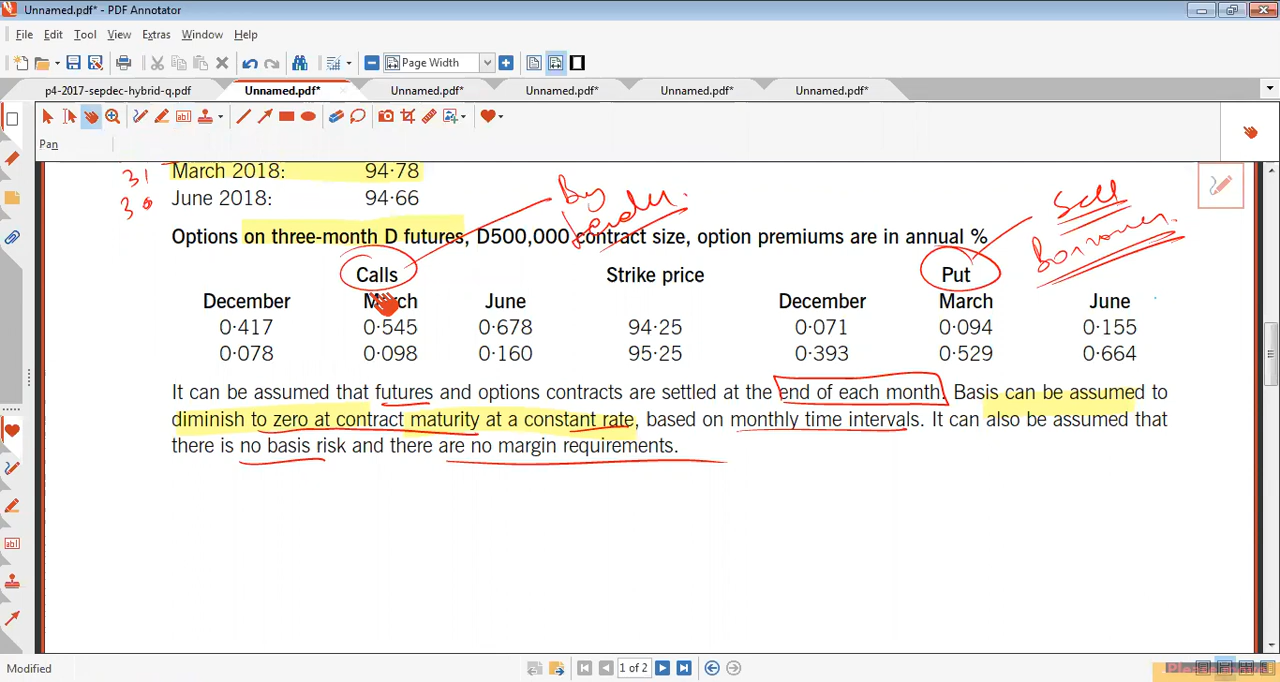 Unnamed.pdf* - PDF Annotator
File Edit Tool View Extras Window Help
Page Width
p4-2017-sepdec-hybrid-q.pdf Unnamed.pdf* Unnamed.pdf* Unnamed.pdf* Unnamed.pdf* Unnamed.pdf*
Pan
31 March 2018: 94·78
30 June 2018: 94·66
Buy
Lender.
Sell
Borrower.
Options on three-month D futures, D500,000 contract size, option premiums are in annual %
Calls Strike price Put
December March June December March June
0·417 0·545 0·678 94·25 0·071 0·094 0·155
0·078 0·098 0·160 95·25 0·393 0·529 0·664
It can be assumed that futures and options contracts are settled at the end of each month. Basis can be assumed to
diminish to zero at contract maturity at a constant rate, based on monthly time intervals. It can also be assumed that
there is no basis risk and there are no margin requirements.
1 of 2
Modified